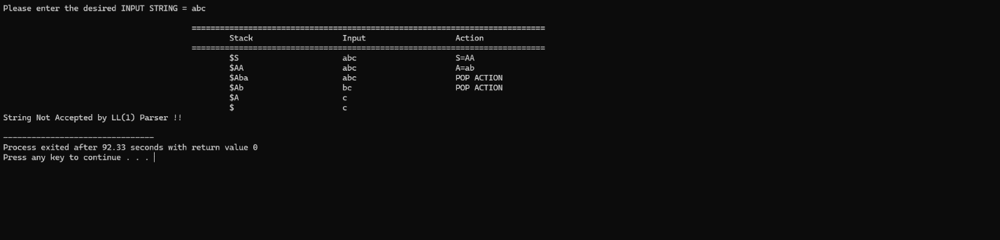 Please enter the desired INPUT STRING = abc
===========================================================================
Stack Input Action
===========================================================================
$S abc S=AA
$AA abc A=ab
$Aba abc POP ACTION
$Ab bc POP ACTION
$A c
$ c
String Not Accepted by LL(1) Parser !!
--------------------------------
Process exited after 92.33 seconds with return value 0
Press any key to continue . . .